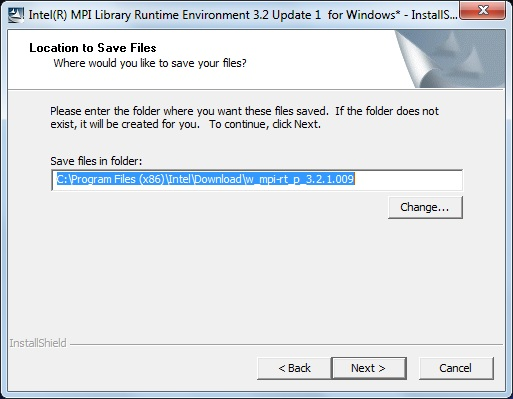 Intel(R) MPI Library Runtime Environment 3.2 Update 1 for Windows* - InstallS...
Location to Save Files
Where would you like to save your files?
Please enter the folder where you want these files saved. If the folder does not
exist, it will be created for you. To continue, click Next.
Save files in folder:
C:\Program Files (x86)\Intel\Download\w_mpi-rt_p_3.2.1.009
Change...
InstallShield
< Back
Next >
Cancel